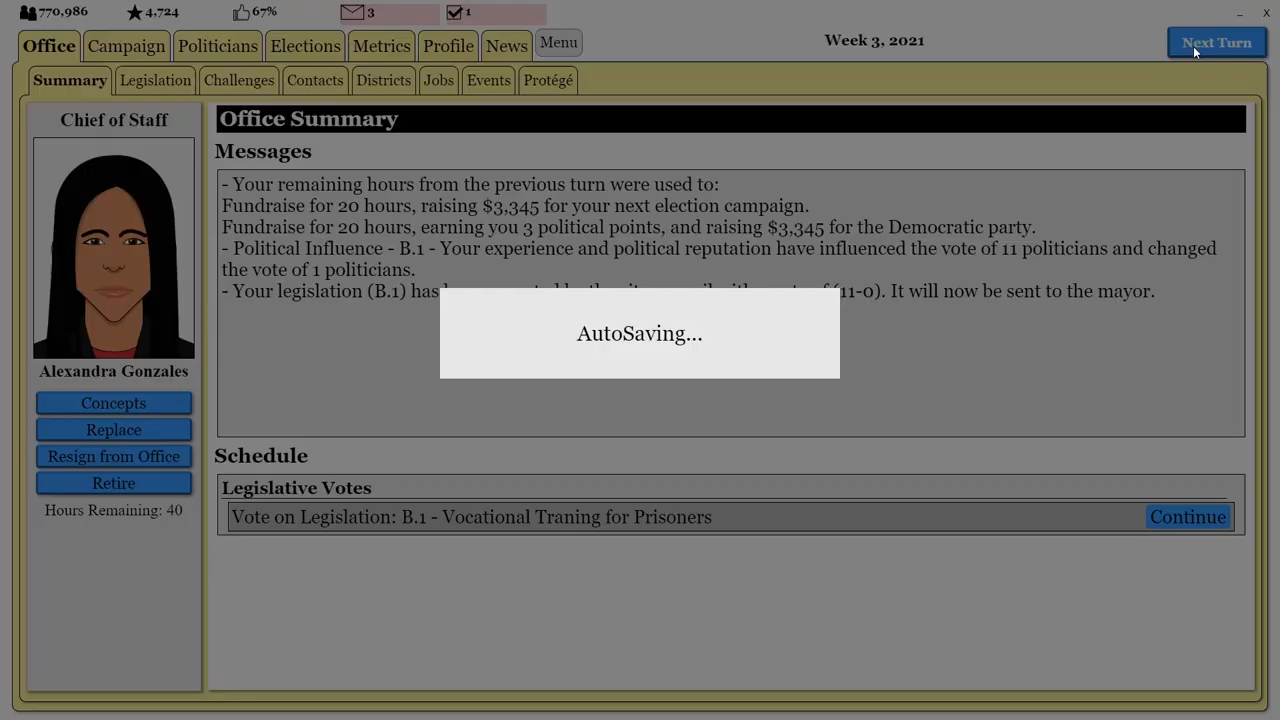 770,986 4,724 67% 3 1
_ X
Office Campaign Politicians Elections Metrics Profile News Menu Week 3, 2021 Next Turn
Summary Legislation Challenges Contacts Districts Jobs Events Protégé
Chief of Staff
Alexandra Gonzales
Concepts
Replace
Resign from Office
Retire
Hours Remaining: 40
Office Summary
Messages
- Your remaining hours from the previous turn were used to:
Fundraise for 20 hours, raising $3,345 for your next election campaign.
Fundraise for 20 hours, earning you 3 political points, and raising $3,345 for the Democratic party.
- Political Influence - B.1 - Your experience and political reputation have influenced the vote of 11 politicians and changed
the vote of 1 politicians.
- Your legislation (B.1) has (11-0). It will now be sent to the mayor.
AutoSaving...
Schedule
Legislative Votes
Vote on Legislation: B.1 - Vocational Traning for Prisoners Continue